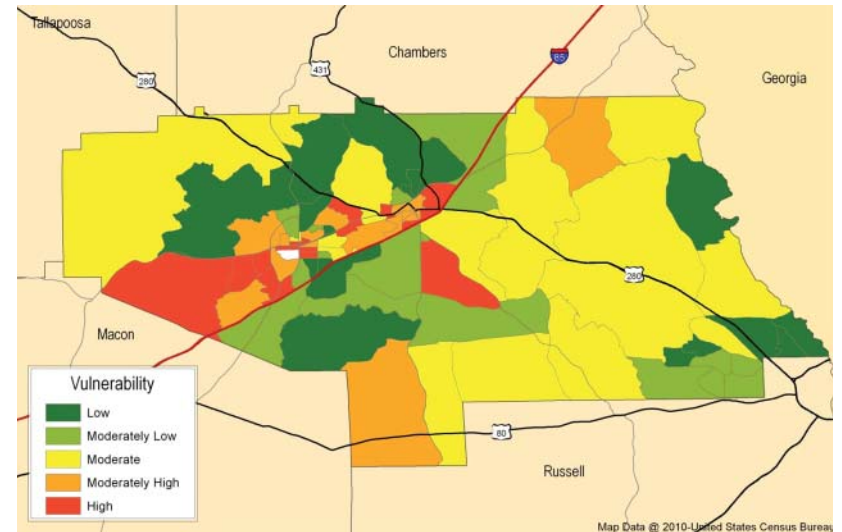 Tallapoosa
Chambers
85
431
Georgia
280
280
Macon
Vulnerability
Low
Moderately Low
Moderate
Moderately High
High
80
Russell
Map Data @ 2010-United States Census Bureau